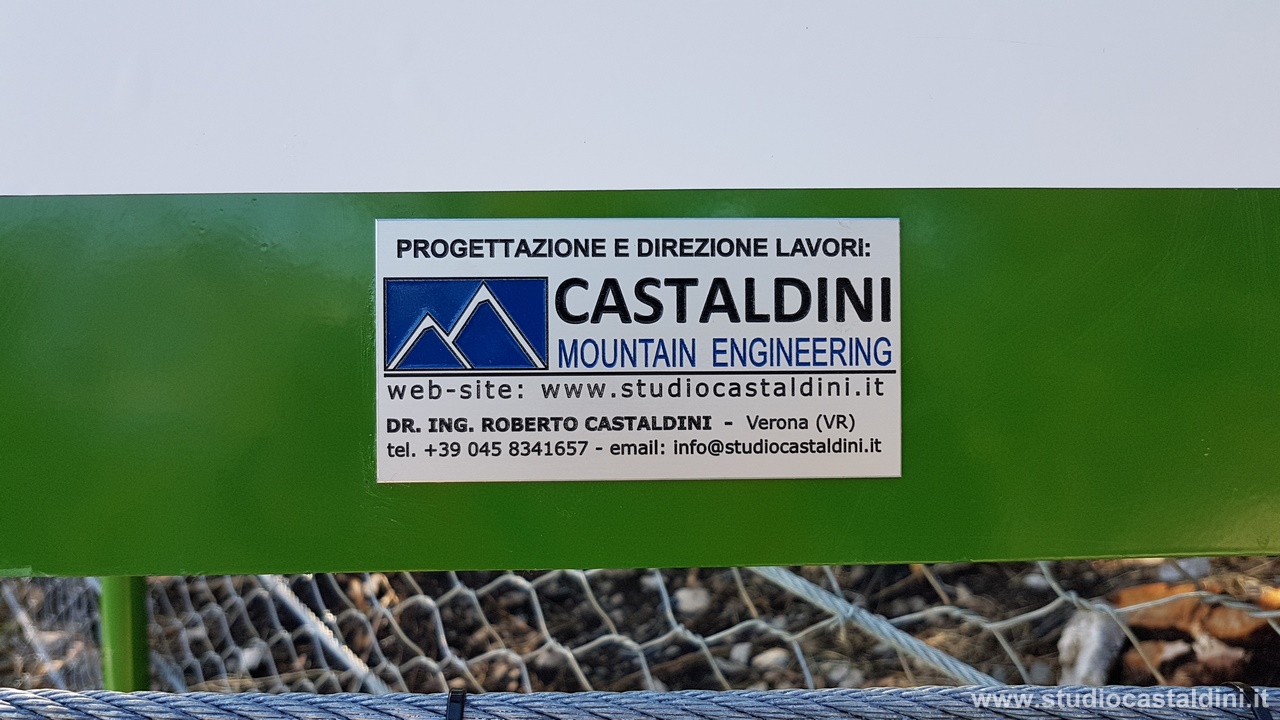 PROGETTAZIONE E DIREZIONE LAVORI:
CASTALDINI
MOUNTAIN ENGINEERING
web-site: www.studiocastaldini.it
DR. ING. ROBERTO CASTALDINI - Verona (VR)
tel. +39 045 8341657 - email: info@studiocastaldini.it
www.studiocastaldini.it